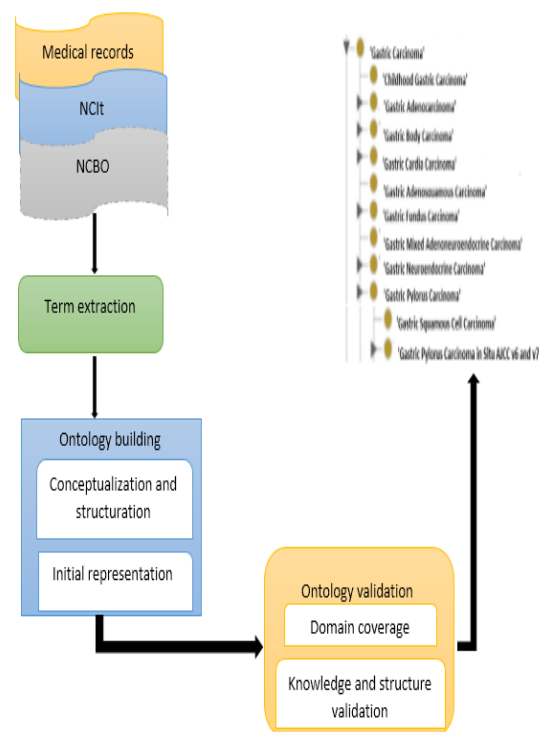 Medical records
NCIt
NCBO
Term extraction
Ontology building
Conceptualization and
structuration
Initial representation
Ontology validation
Domain coverage
Knowledge and structure
validation
'Gastric Carcinoma'
'Childhood Gastric Carcinoma'
'Gastric Adenocarcinoma'
'Gastric Body Carcinoma'
'Gastric Cardia Carcinoma'
'Gastric Adenosquamous Carcinoma'
'Gastric Fundus Carcinoma'
'Gastric Mixed Adenoneuroendocrine Carcinoma'
'Gastric Neuroendocrine Carcinoma'
'Gastric Pylorus Carcinoma'
'Gastric Squamous Cell Carcinoma'
'Gastric Pylorus Carcinoma in Situ AJCC v6 and v7